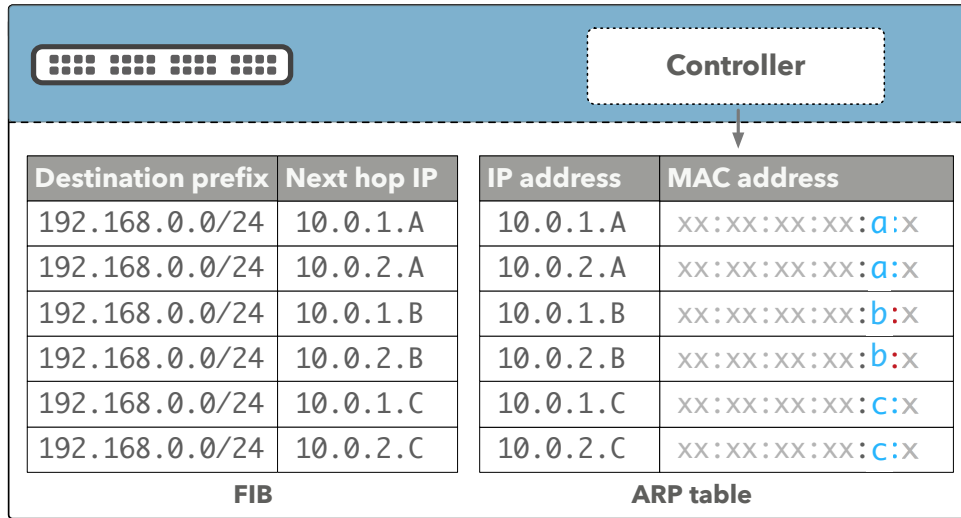 Controller
Destination prefix Next hop IP IP address MAC address
192.168.0.0/24 10.0.1.A 10.0.1.A xx:xx:xx:xx:a:x
192.168.0.0/24 10.0.2.A 10.0.2.A xx:xx:xx:xx:a:x
192.168.0.0/24 10.0.1.B 10.0.1.B xx:xx:xx:xx:b:x
192.168.0.0/24 10.0.2.B 10.0.2.B xx:xx:xx:xx:b:x
192.168.0.0/24 10.0.1.C 10.0.1.C xx:xx:xx:xx:c:x
192.168.0.0/24 10.0.2.C 10.0.2.C xx:xx:xx:xx:c:x
FIB ARP table